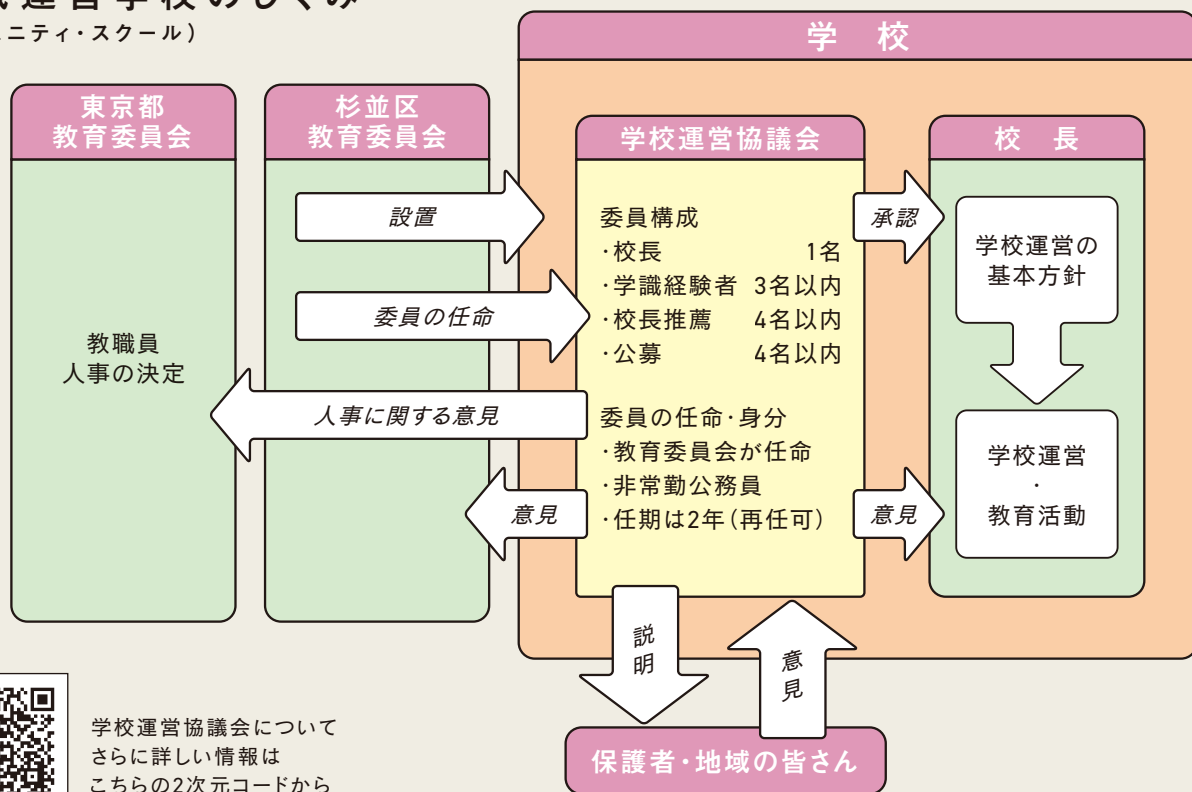 運営学校のしくみ
ニティ・スクール）
学校
東京都
教育委員会
教職員
人事の決定
杉並区
教育委員会
設置
委員の任命
人事に関する意見
意見
学校運営協議会
委員構成
・校長 1名
・学識経験者 3名以内
・校長推薦 4名以内
・公募 4名以内
委員の任命・身分
・教育委員会が任命
・非常勤公務員
・任期は2年（再任可）
承認
意見
校長
学校運営の
基本方針
学校運営
・
教育活動
説明
意見
保護者・地域の皆さん
学校運営協議会について
さらに詳しい情報は
こちらの2次元コードから